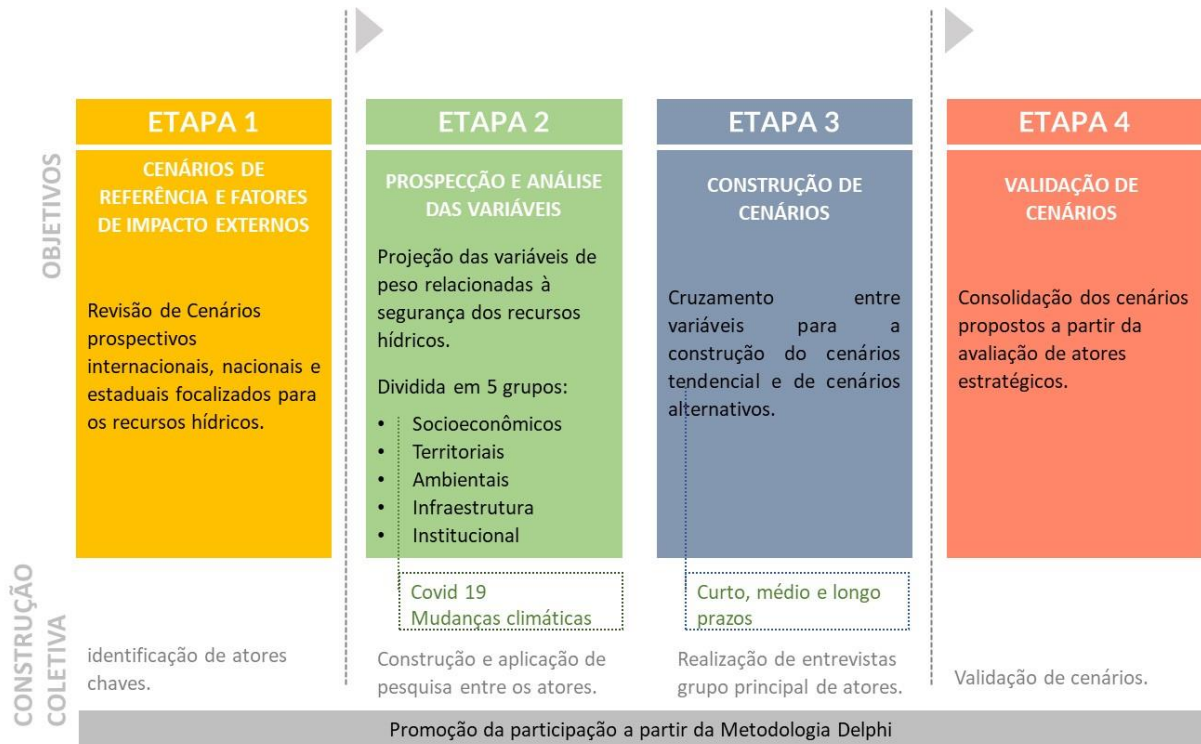 OBJETIVOS
ETAPA 1
CENÁRIOS DE
REFERÊNCIA E FATORES
DE IMPACTO EXTERNOS
Revisão de Cenários
prospectivos
internacionais, nacionais e
estaduais focalizados para
os recursos hídricos.
ETAPA 2
PROSPECÇÃO E ANÁLISE
DAS VARIÁVEIS
Projeção das variáveis de
peso relacionadas à
segurança dos recursos
hídricos.
Dividida em 5 grupos:
• Socioeconômicos
• Territoriais
• Ambientais
• Infraestrutura
• Institucional
Covid 19
Mudanças climáticas
ETAPA 3
CONSTRUÇÃO DE
CENÁRIOS
Cruzamento entre
variáveis para a
construção do cenários
tendencial e de cenários
alternativos.
Curto, médio e longo
prazos
ETAPA 4
VALIDAÇÃO DE
CENÁRIOS
Consolidação dos cenários
propostos a partir da
avaliação de atores
estratégicos.
CONSTRUÇÃO
COLETIVA
identificação de atores
chaves.
Construção e aplicação de
pesquisa entre os atores.
Realização de entrevistas
grupo principal de atores.
Validação de cenários.
Promoção da participação a partir da Metodologia Delphi